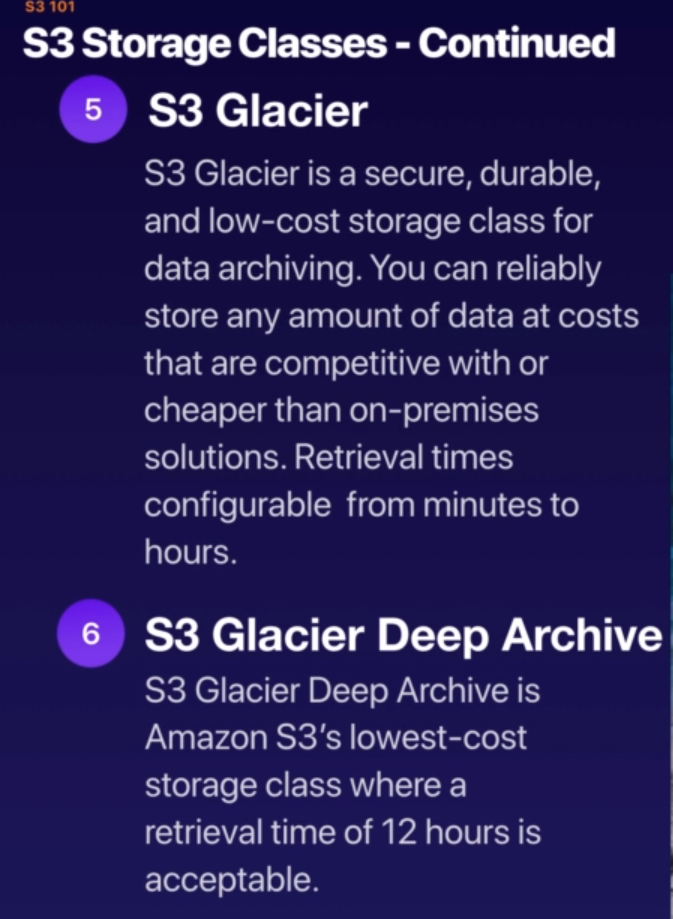 S3 101
S3 Storage Classes - Continued
5 S3 Glacier
S3 Glacier is a secure, durable,
and low-cost storage class for
data archiving. You can reliably
store any amount of data at costs
that are competitive with or
cheaper than on-premises
solutions. Retrieval times
configurable  from minutes to
hours.
6 S3 Glacier Deep Archive
S3 Glacier Deep Archive is
Amazon S3’s lowest-cost
storage class where a
retrieval time of 12 hours is
acceptable.